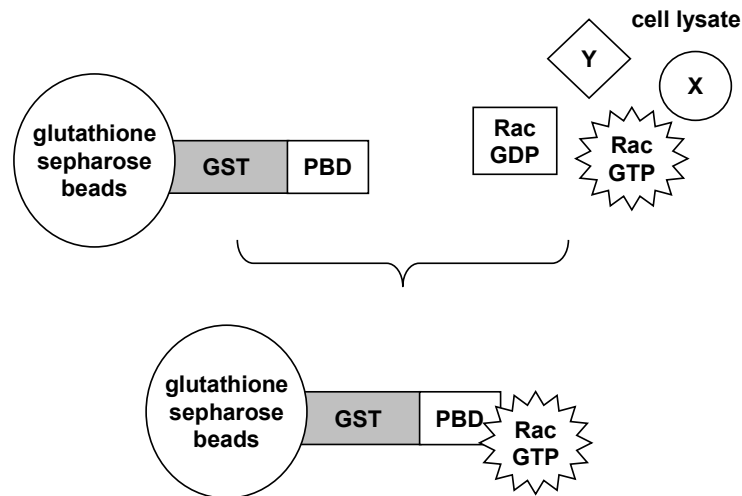 cell lysate
Y
X
glutathione
sepharose
beads
GST
PBD
Rac
GDP
Rac
GTP
glutathione
sepharose
beads
GST
PBD
Rac
GTP